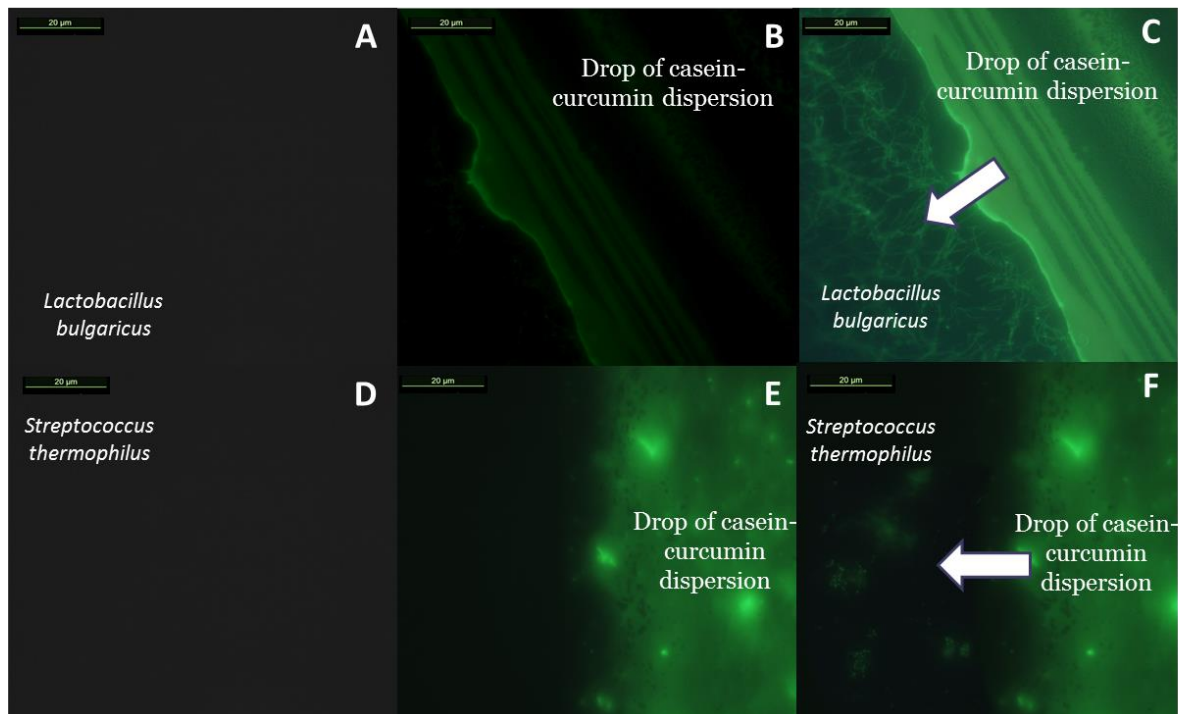 20 µm
A
Lactobacillus
bulgaricus
20 µm
B
Drop of casein-
curcumin dispersion
20 µm
C
Drop of casein-
curcumin dispersion
Lactobacillus
bulgaricus
20 µm
D
Streptococcus
thermophilus
20 µm
E
Drop of casein-
curcumin
dispersion
20 µm
F
Streptococcus
thermophilus
Drop of casein-
curcumin
dispersion